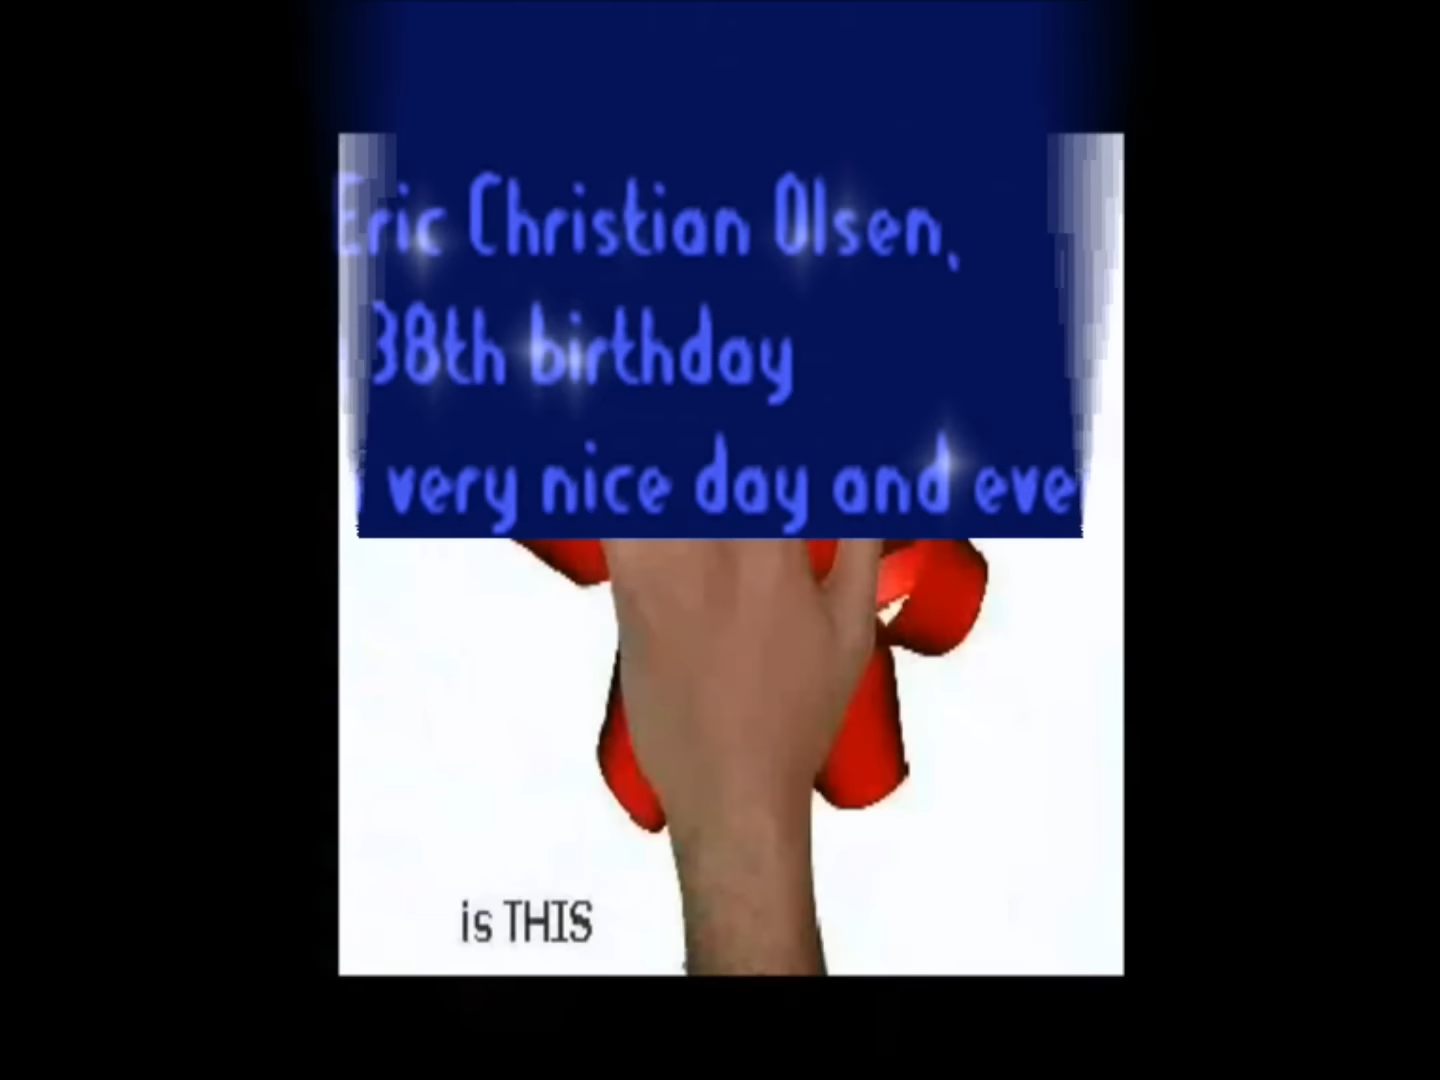 Eric Christian Olsen,
38th birthday
very nice day and eve
is THIS